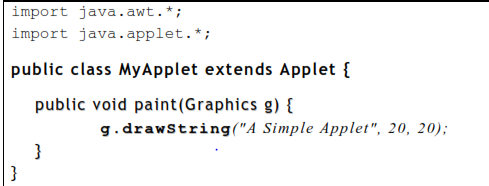 import java.awt.*;
import java.applet.*;
public class MyApplet extends Applet {
public void paint(Graphics g) {
g.drawString("A Simple Applet", 20, 20);
}
}